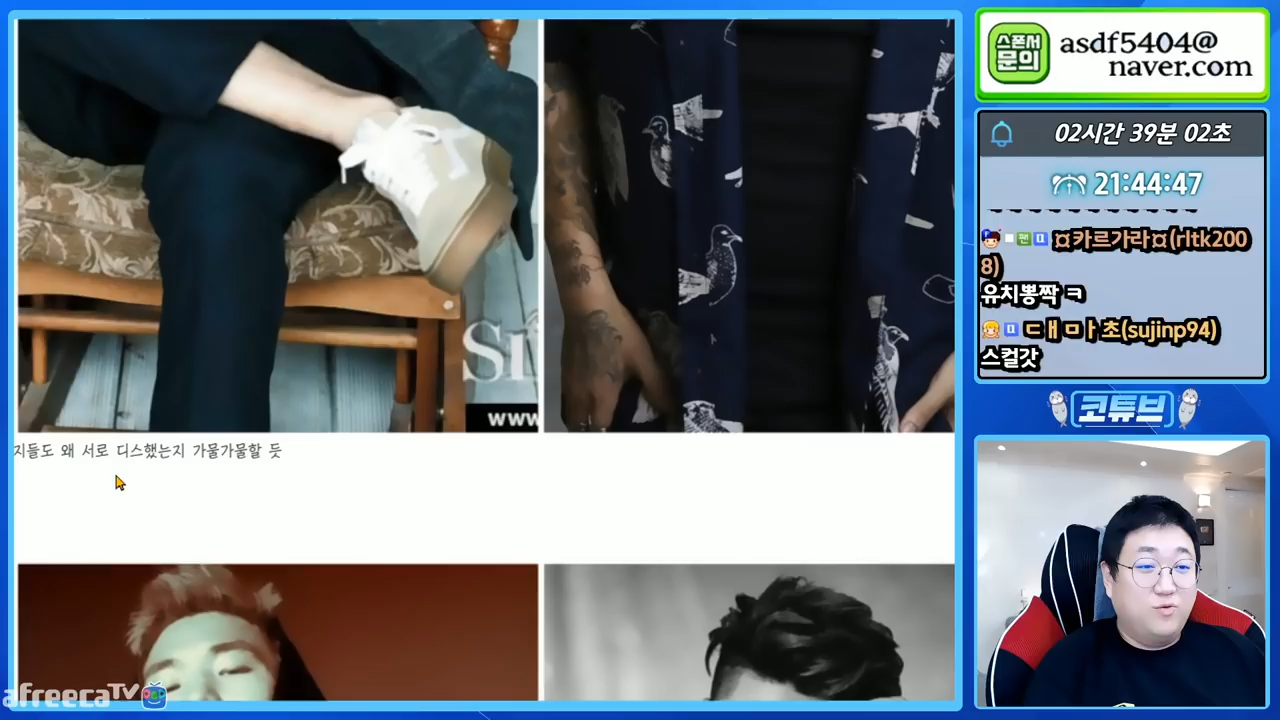 스폰서
문의
asdf5404@
naver.com
02시간 39분 02초
21:44:47
팬 ¤카르가라¤(rltk200
8)
유치뽕짝 ㅋ
ㄷㅐㅁㅏ초(sujinp94)
스컬갓
코튜브
www
지들도 왜 서로 디스했는지 가물가물할 듯
afreecaTV